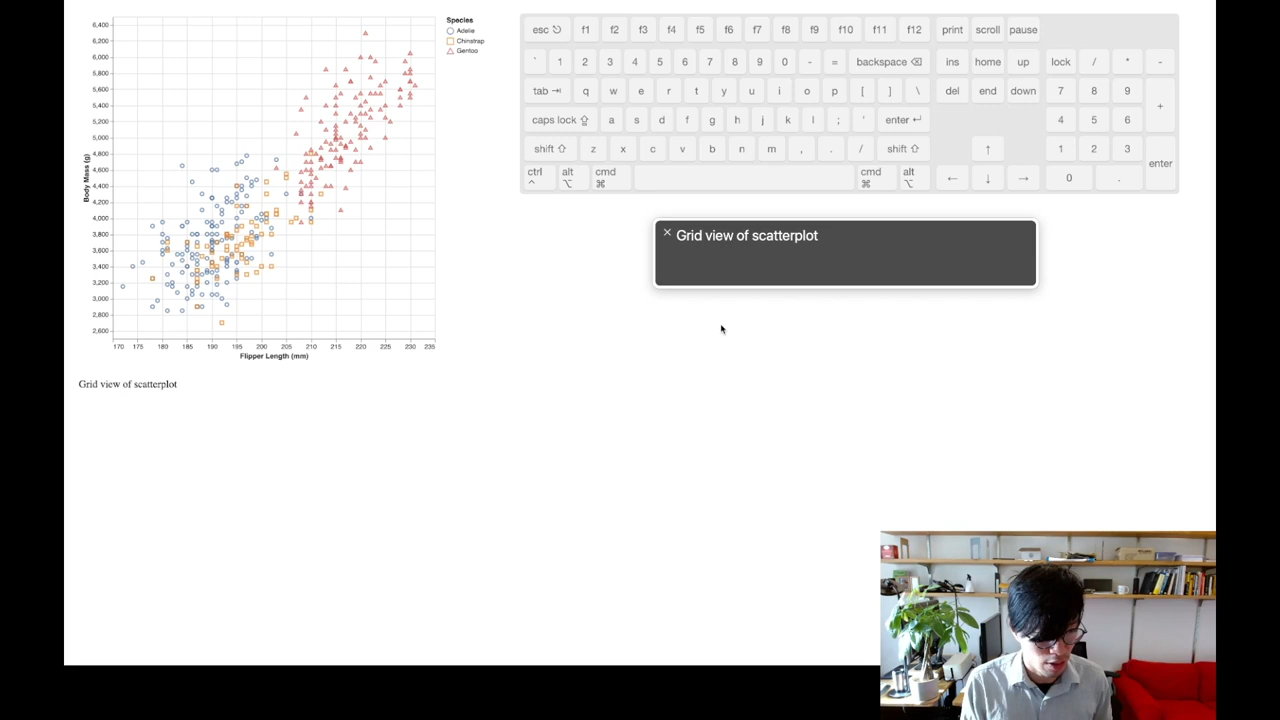 6,400
6,200
6,000
5,800
5,600
5,400
5,200
5,000
4,800
4,600
4,400
4,200
4,000
3,800
3,600
3,400
3,200
3,000
2,800
2,600
Body Mass (g)
170 175 180 185 190 195 200 205 210 215 220 225 230 235
Flipper Length (mm)
Species
Adelie
Chinstrap
Gentoo
Grid view of scatterplot
esc f1 f2 f3 f4 f5 f6 f7 f8 f9 f10 f11 f12 print scroll pause
` 1 2 3 4 5 6 7 8 9 0 - = backspace ins home up lock / * -
tab q w e r t y u o p [ ] \ del end down 7 8 9
+
caps lock a s d f g h j k l ; ' enter 4 5 6
shift z x c v b n m , . / shift ↑ 1 2 3
enter
ctrl alt cmd cmd alt ← ↓ → 0 .
× Grid view of scatterplot